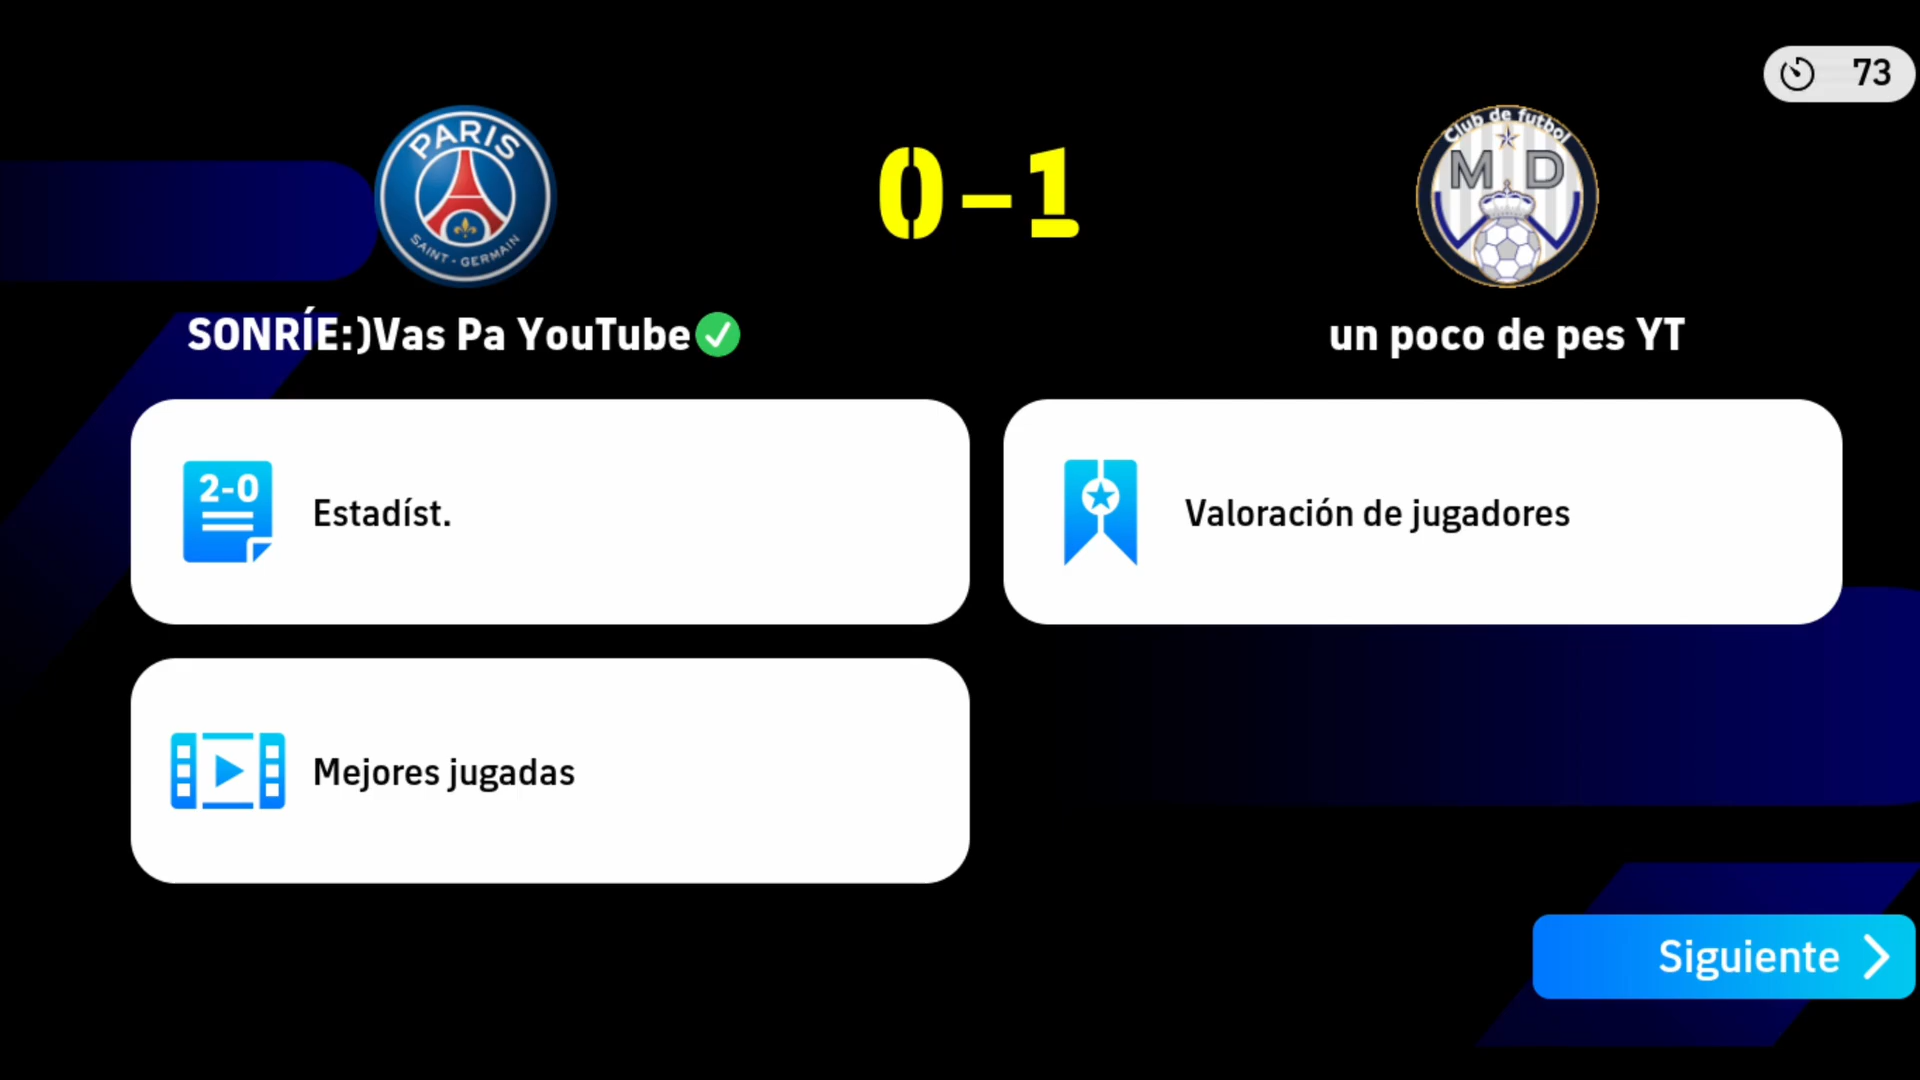 73
PARIS
SAINT-GERMAIN
0-1
Club de futbol
M D
SONRÍE:)Vas Pa YouTube✅
un poco de pes YT
2-0
Estadíst.
Valoración de jugadores
Mejores jugadas
Siguiente